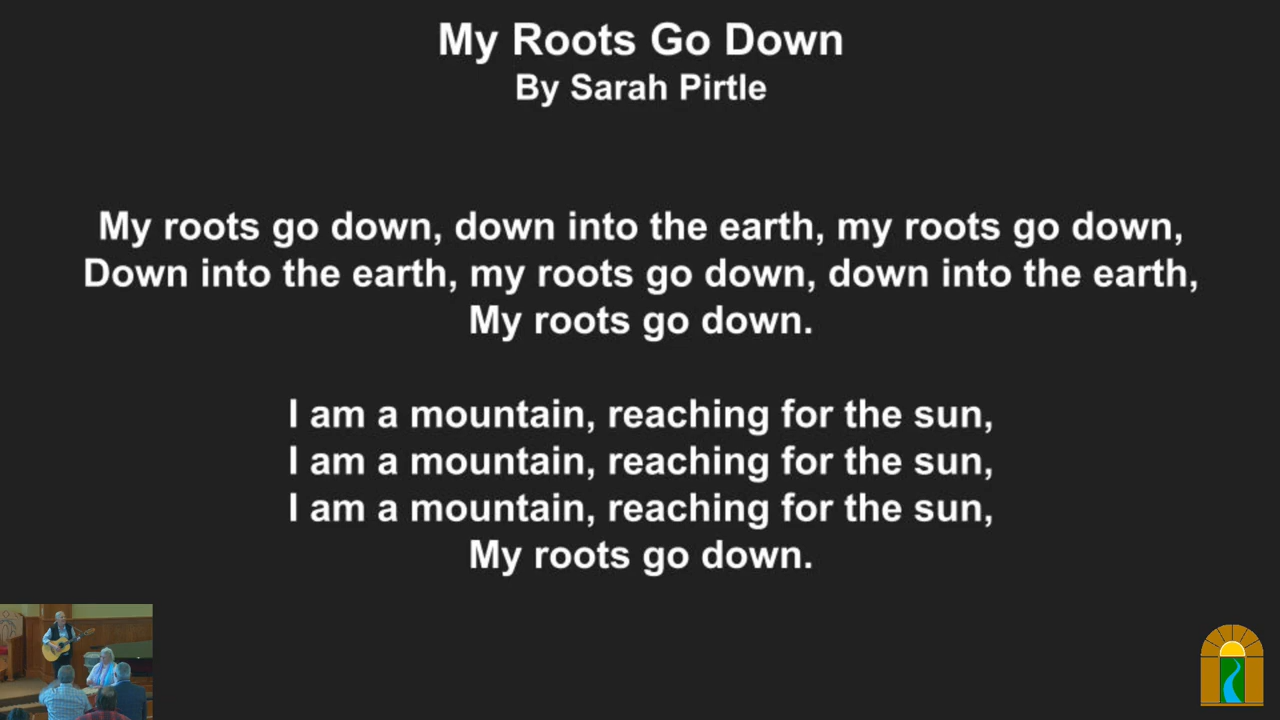 My Roots Go Down
By Sarah Pirtle
My roots go down, down into the earth, my roots go down,
Down into the earth, my roots go down, down into the earth,
My roots go down.
I am a mountain, reaching for the sun,
I am a mountain, reaching for the sun,
I am a mountain, reaching for the sun,
My roots go down.